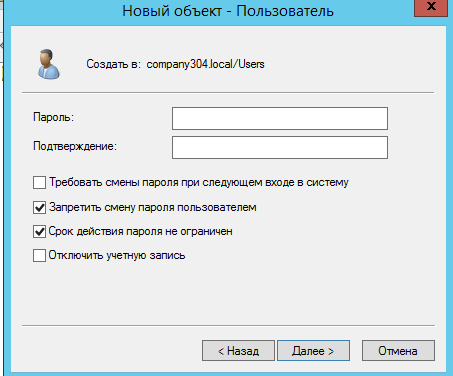 Новый объект - Пользователь
x
Создать в: company304.local/Users
Пароль:
Подтверждение:
Требовать смены пароля при следующем входе в систему
Запретить смену пароля пользователем
Срок действия пароля не ограничен
Отключить учетную запись
< Назад Далее > Отмена